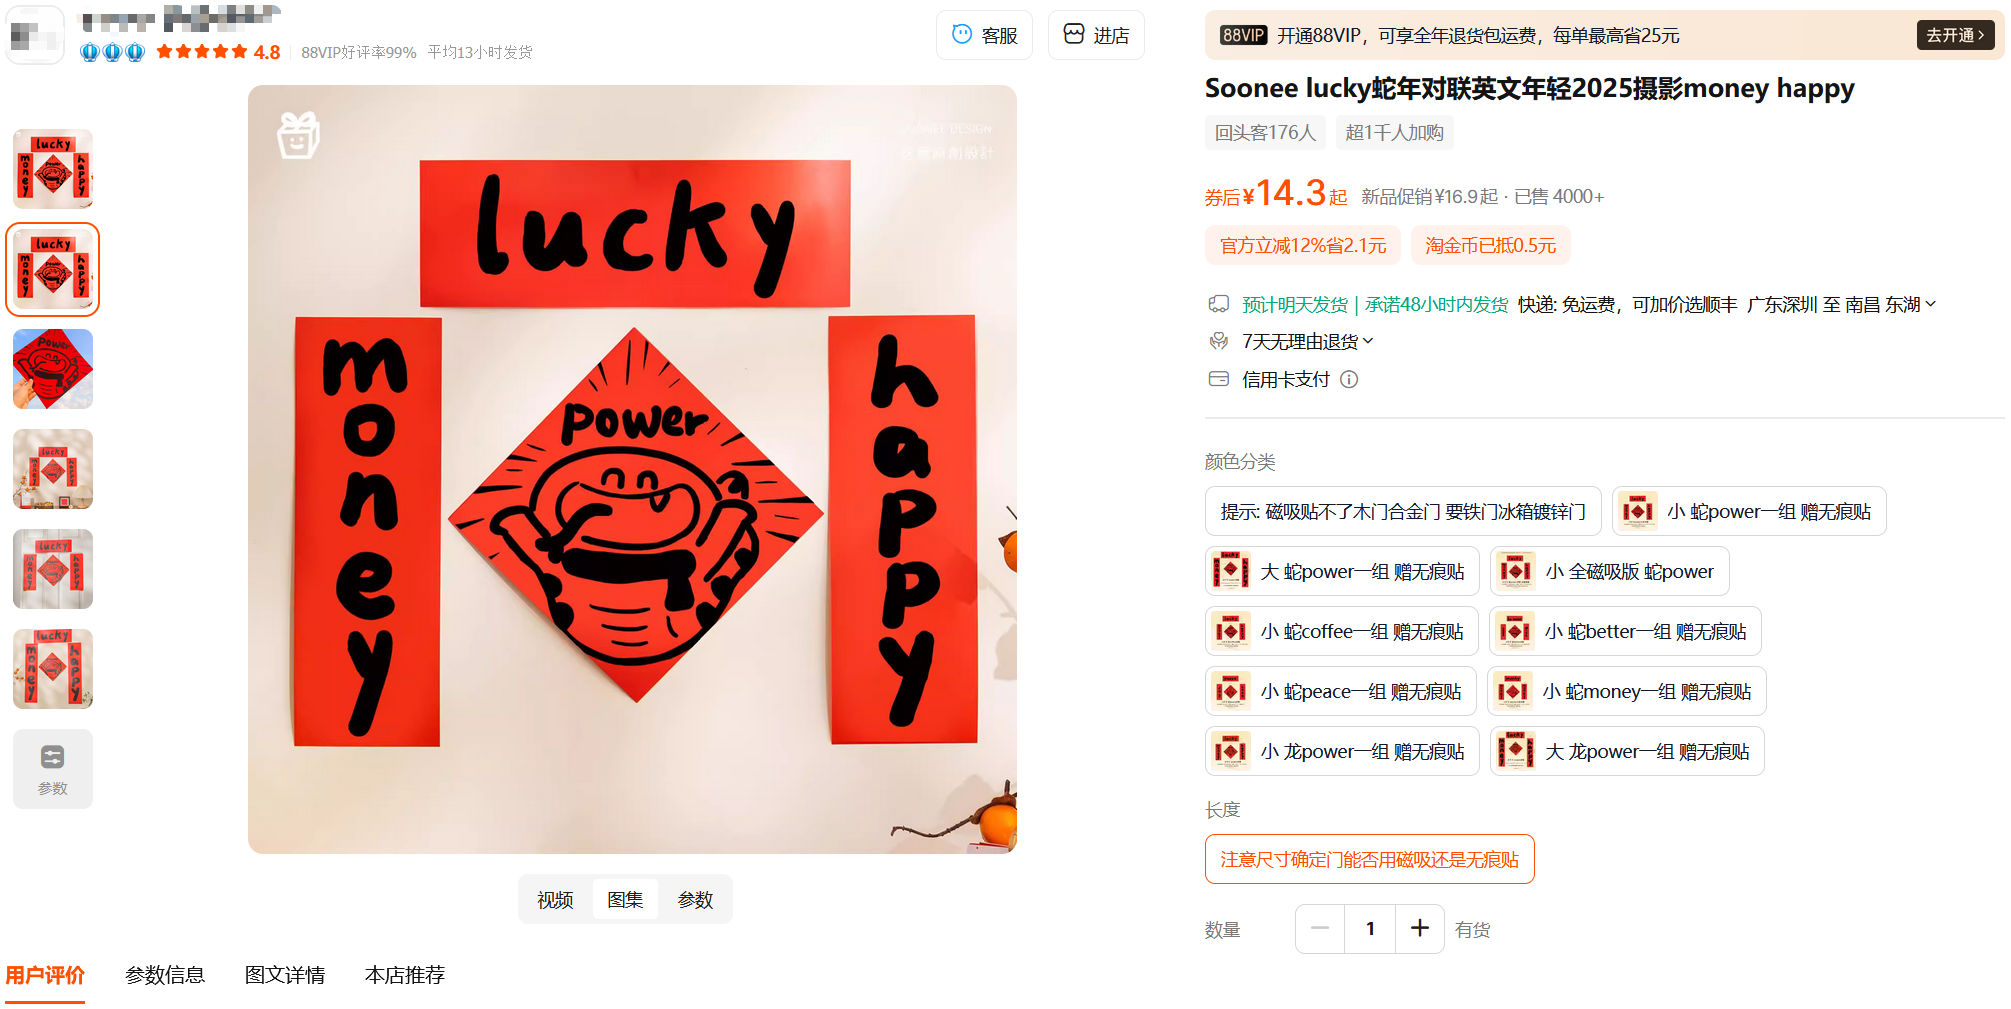 4.8 88VIP好评率99% 平均13小时发货
客服
进店
lucky
money
power
happy
参数
视频
图集
参数
用户评价
参数信息
图文详情
本店推荐
88VIP 开通88VIP，可享全年退货包运费，每单最高省25元 去开通
Soonee lucky蛇年对联英文年轻2025摄影money happy
回头客176人 超1千人加购
券后¥14.3起 新品促销¥16.9起 · 已售 4000+
官方立减12%省2.1元 淘金币已抵0.5元
预计明天发货 | 承诺48小时内发货 快递: 免运费，可加价选顺丰 广东深圳 至 南昌 东湖
7天无理由退货
信用卡支付
颜色分类
提示: 磁吸贴不了木门合金门 要铁门冰箱镀锌门 小 蛇power一组 赠无痕贴
大 蛇power一组 赠无痕贴 小 全磁吸版 蛇power
小 蛇coffee一组 赠无痕贴 小 蛇better一组 赠无痕贴
小 蛇peace一组 赠无痕贴 小 蛇money一组 赠无痕贴
小 龙power一组 赠无痕贴 大 龙power一组 赠无痕贴
长度
注意尺寸确定门能否用磁吸还是无痕贴
数量 1 有货